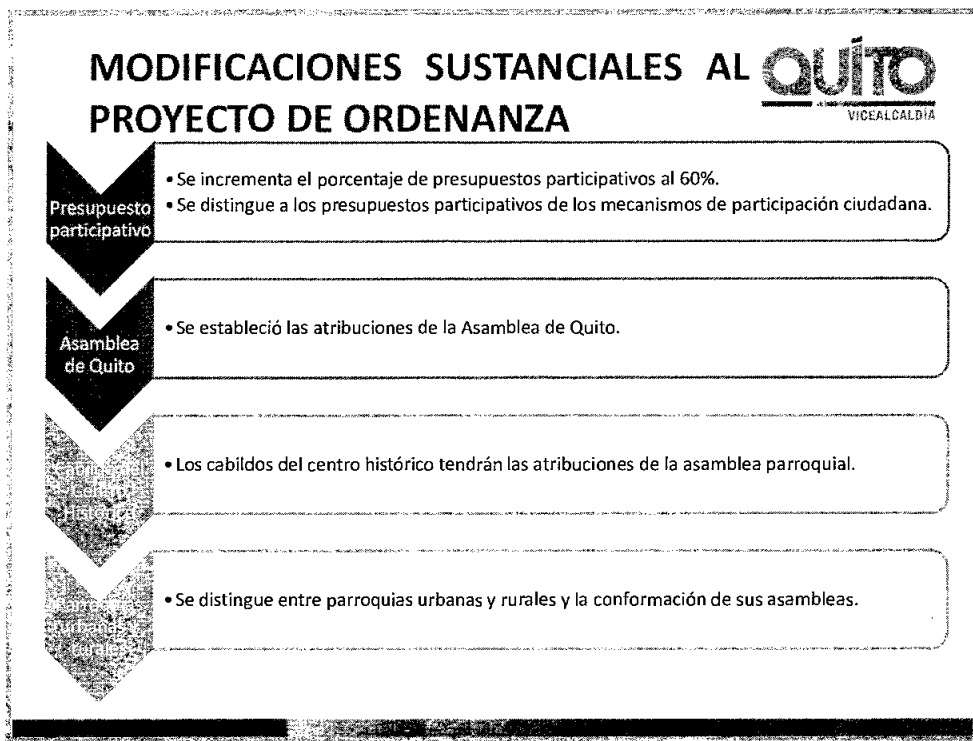 MODIFICACIONES SUSTANCIALES AL
PROYECTO DE ORDENANZA
QUITO
VICEALCALDÍA
Presupuesto
participativo
• Se incrementa el porcentaje de presupuestos participativos al 60%.
• Se distingue a los presupuestos participativos de los mecanismos de participación ciudadana.
Asamblea
de Quito
• Se estableció las atribuciones de la Asamblea de Quito.
Histórico
• Los cabildos del centro histórico tendrán las atribuciones de la asamblea parroquial.
urbanas y
rurales
• Se distingue entre parroquias urbanas y rurales y la conformación de sus asambleas.